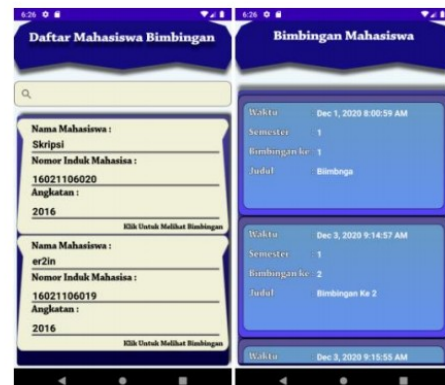 6:26
Daftar Mahasiswa Bimbingan
Nama Mahasiswa :
Skripsi
Nomor Induk Mahasisa :
16021106020
Angkatan :
2016
Klik Untuk Melihat Bimbingan
Nama Mahasiswa :
er2in
Nomor Induk Mahasisa :
16021106019
Angkatan :
2016
Klik Untuk Melihat Bimbingan
6:26
Bimbingan Mahasiswa
Waktu : Dec 1, 2020 8:00:59 AM
Semester : 1
Bimbingan ke : 1
Judul : Biimbnga
Waktu : Dec 3, 2020 9:14:57 AM
Semester : 1
Bimbingan ke : 2
Judul : Bimbingan Ke 2
Waktu : Dec 3, 2020 9:15:55 AM